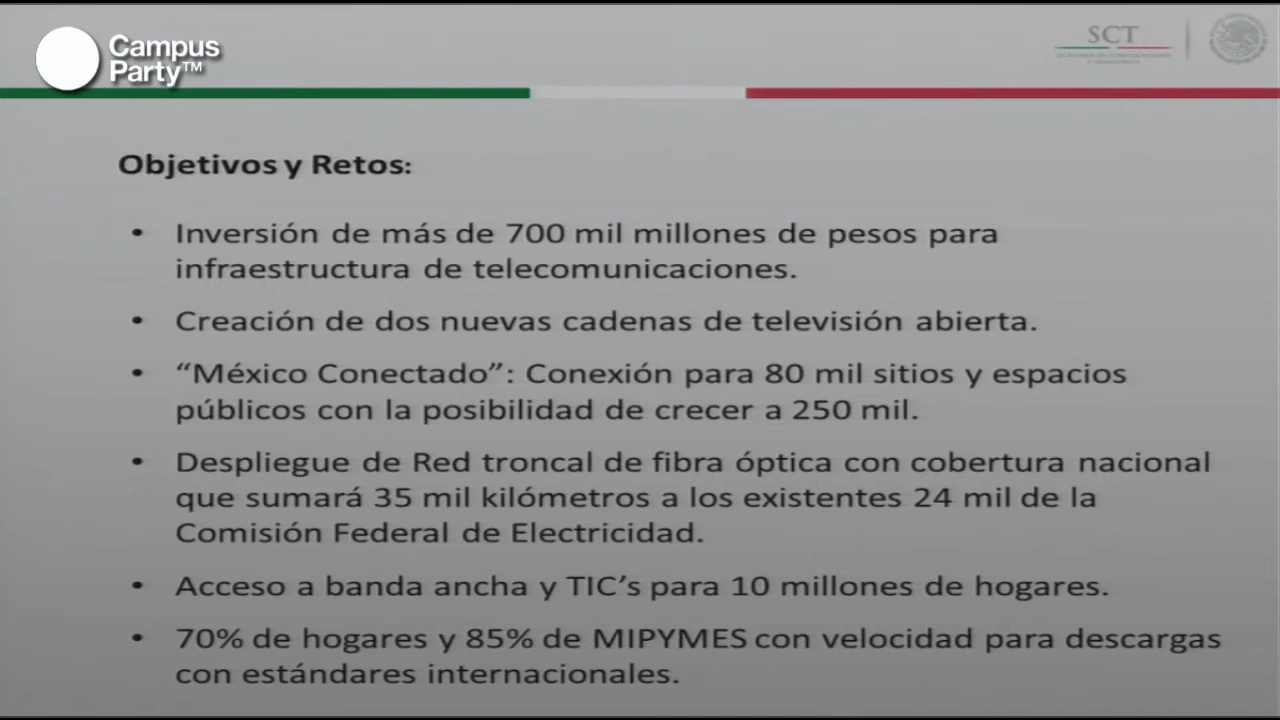 Campus
Party™
SCT
Objetivos y Retos:
• Inversión de más de 700 mil millones de pesos para
infraestructura de telecomunicaciones.
• Creación de dos nuevas cadenas de televisión abierta.
• “México Conectado”: Conexión para 80 mil sitios y espacios
públicos con la posibilidad de crecer a 250 mil.
• Despliegue de Red troncal de fibra óptica con cobertura nacional
que sumará 35 mil kilómetros a los existentes 24 mil de la
Comisión Federal de Electricidad.
• Acceso a banda ancha y TIC’s para 10 millones de hogares.
• 70% de hogares y 85% de MIPYMES con velocidad para descargas
con estándares internacionales.